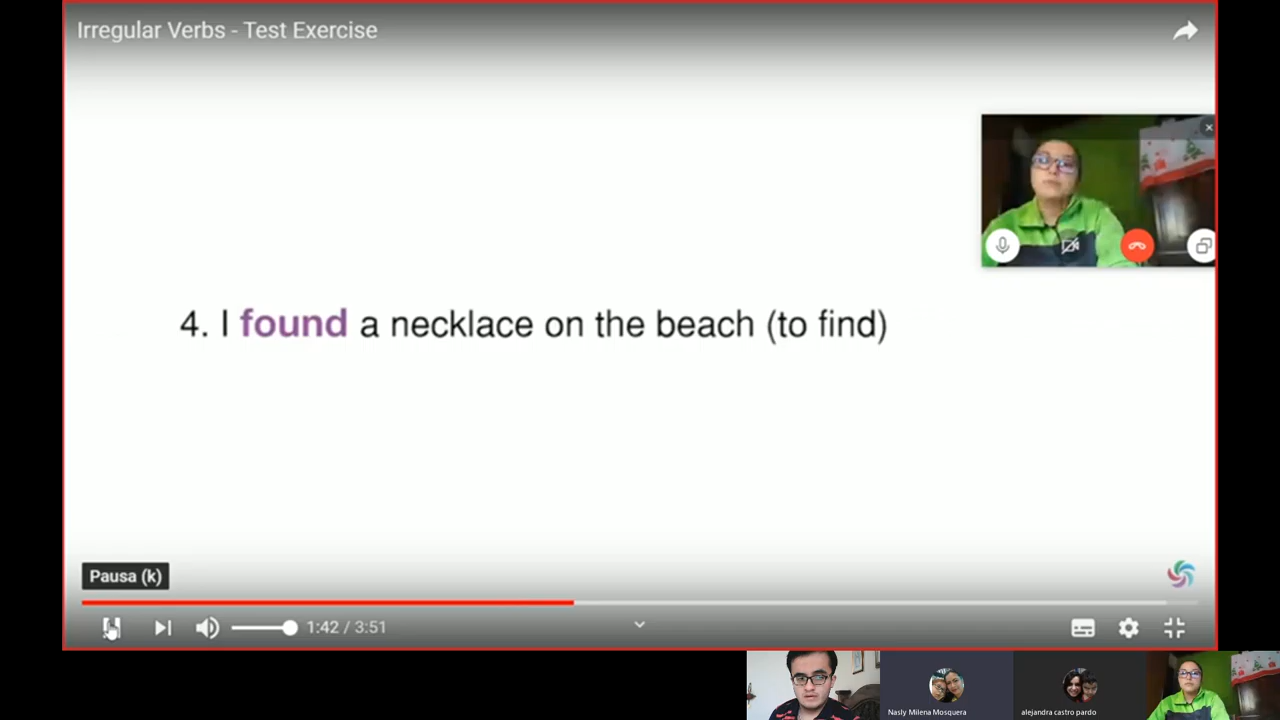 Irregular Verbs - Test Exercise
4. I found a necklace on the beach (to find)
Pausa (k)
1:42 / 3:51
Nasly Milena Mosquera
alejandra castro pardo